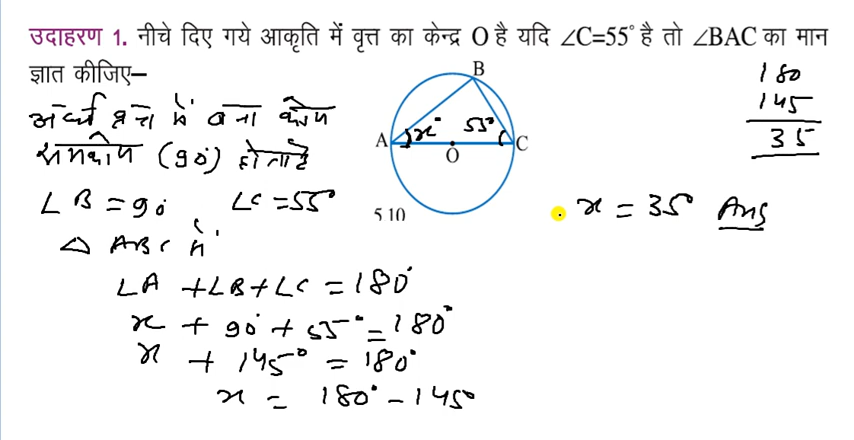 उदाहरण 1. नीचे दिए गये आकृति में वृत्त का केन्द्र O है यदि ∠C=55° है तो ∠BAC का मान
ज्ञात कीजिए–
अर्ध्द वृत्त में बना कोण
समकोण (90°) होता है
∠B = 90° ∠C = 55°
△ ABC में
∠A + ∠B + ∠C = 180°
x + 90° + 55° = 180°
x + 145° = 180°
x = 180° – 145°
B
A
x°
55°
C
O
5.10
180
145
35
x = 35° Ans